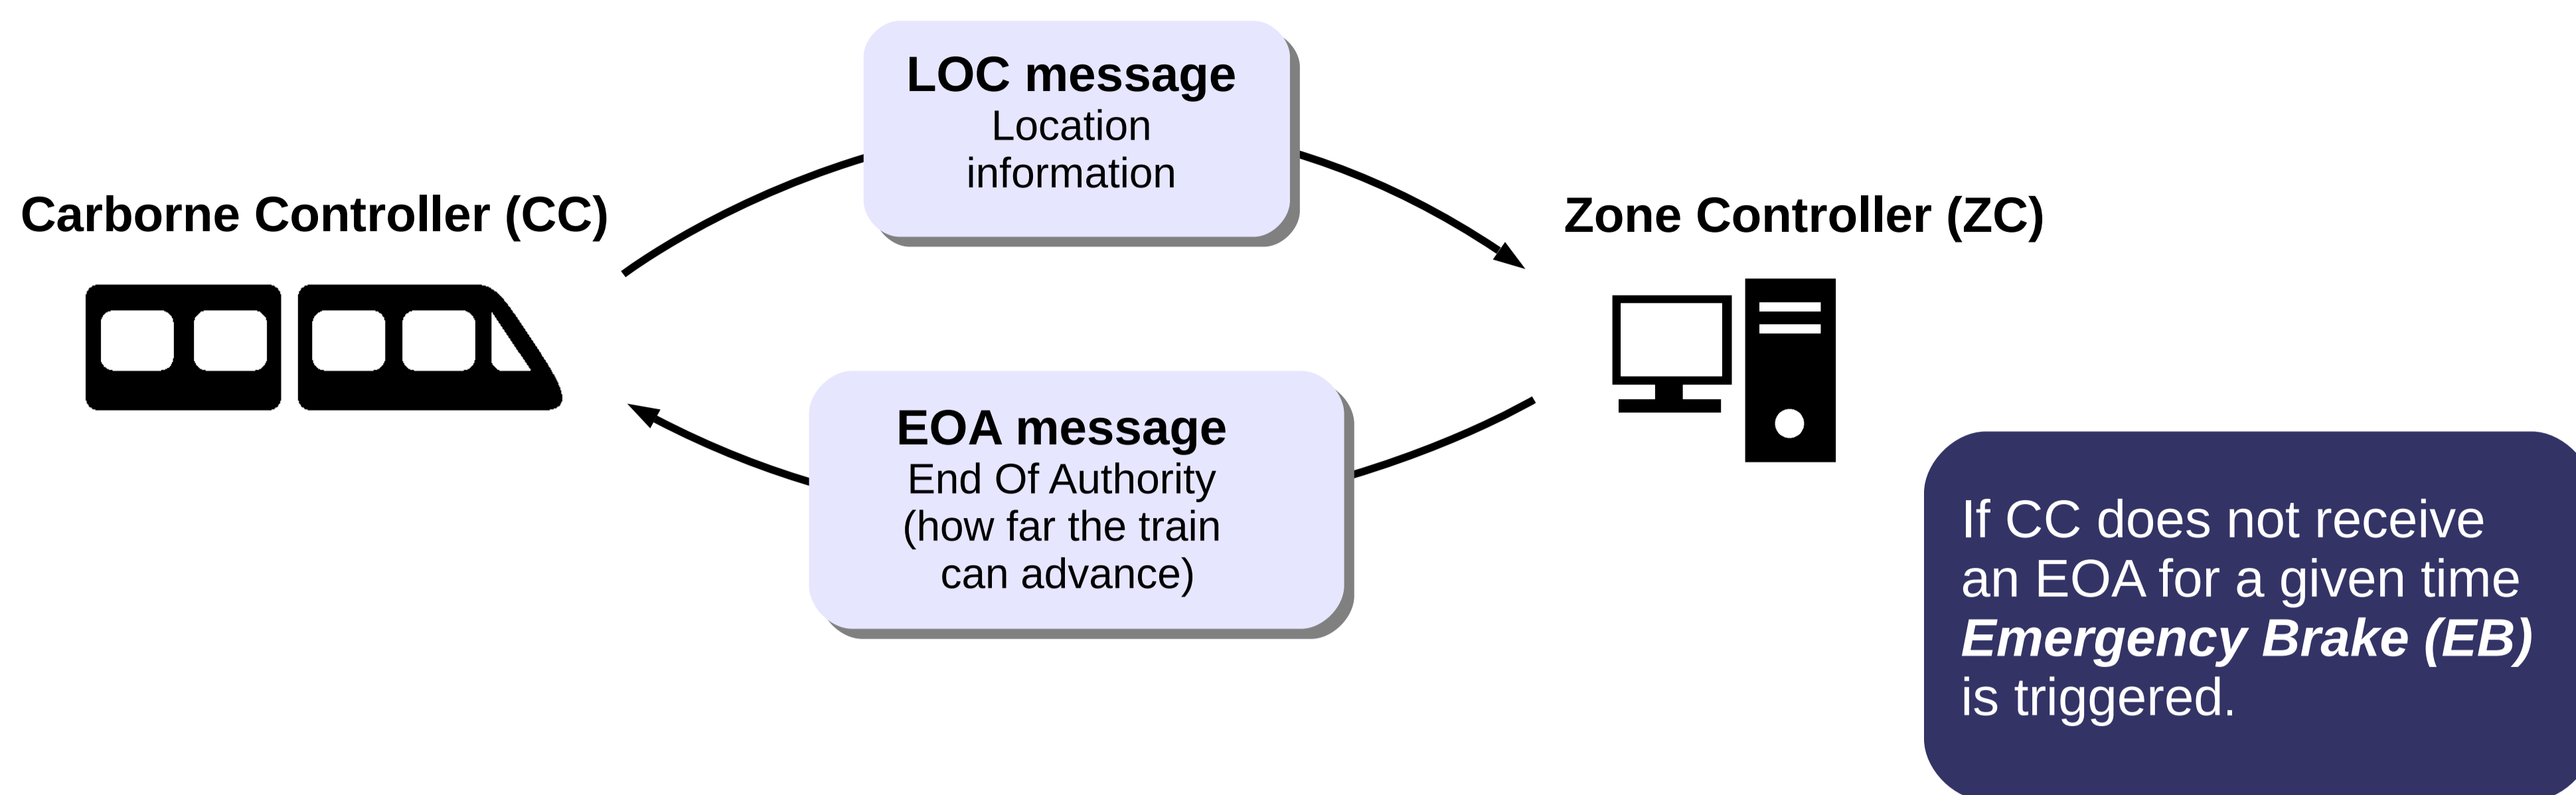 LOC message
Location
information
Carborne Controller (CC)
Zone Controller (ZC)
EOA message
End Of Authority
(how far the train
can advance)
If CC does not receive
an EOA for a given time
Emergency Brake (EB)
is triggered.